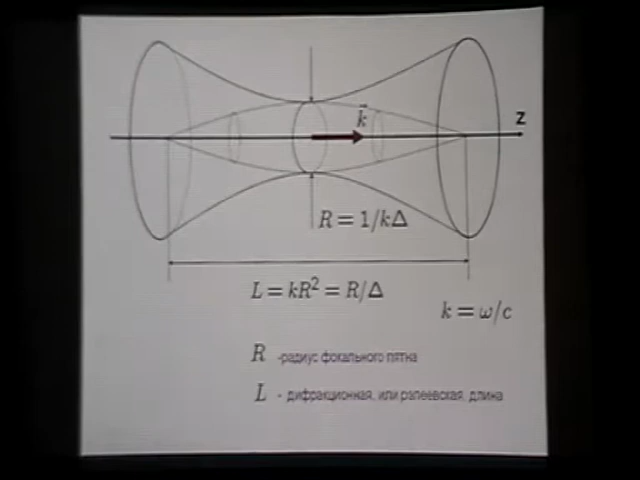 z
k⃗
R = 1/kΔ
L = kR² = R/Δ
k = ω/c
R -радиус фокального пятна
L - дифракционная, или рэлеевская, длина